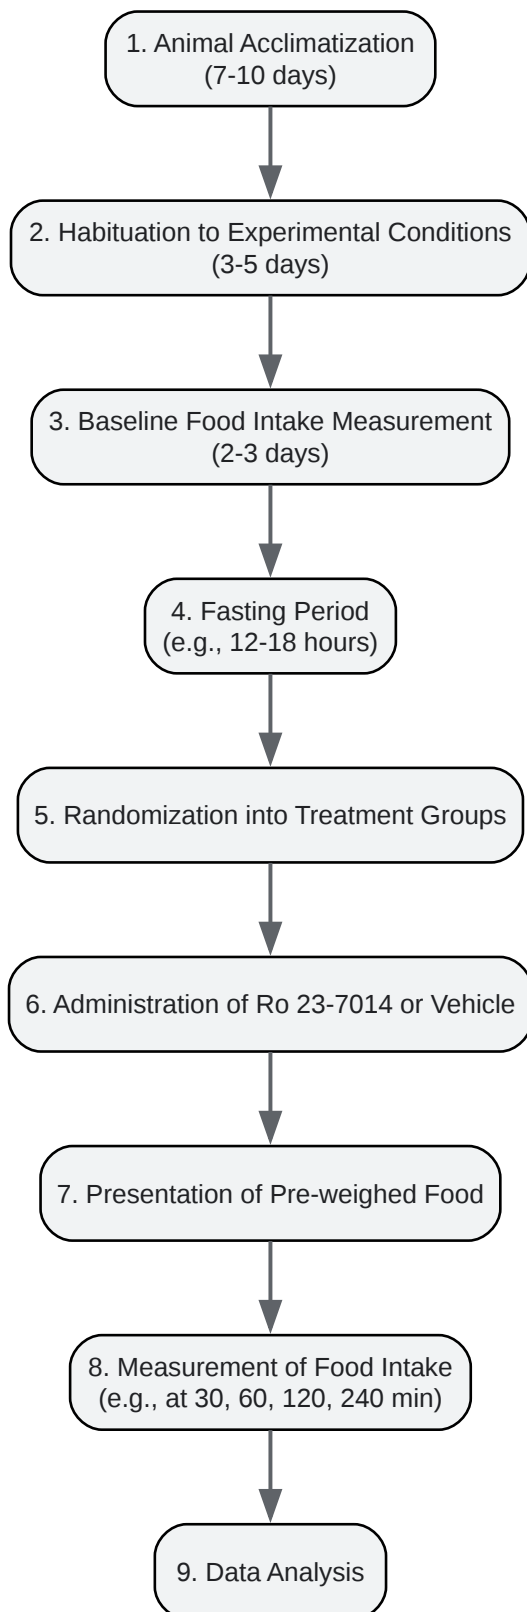 1. Animal Acclimatization
(7-10 days)
2. Habituation to Experimental Conditions
(3-5 days)
3. Baseline Food Intake Measurement
(2-3 days)
4. Fasting Period
(e.g., 12-18 hours)
5. Randomization into Treatment Groups
6. Administration of Ro 23-7014 or Vehicle
7. Presentation of Pre-weighed Food
8. Measurement of Food Intake
(e.g., at 30, 60, 120, 240 min)
9. Data Analysis